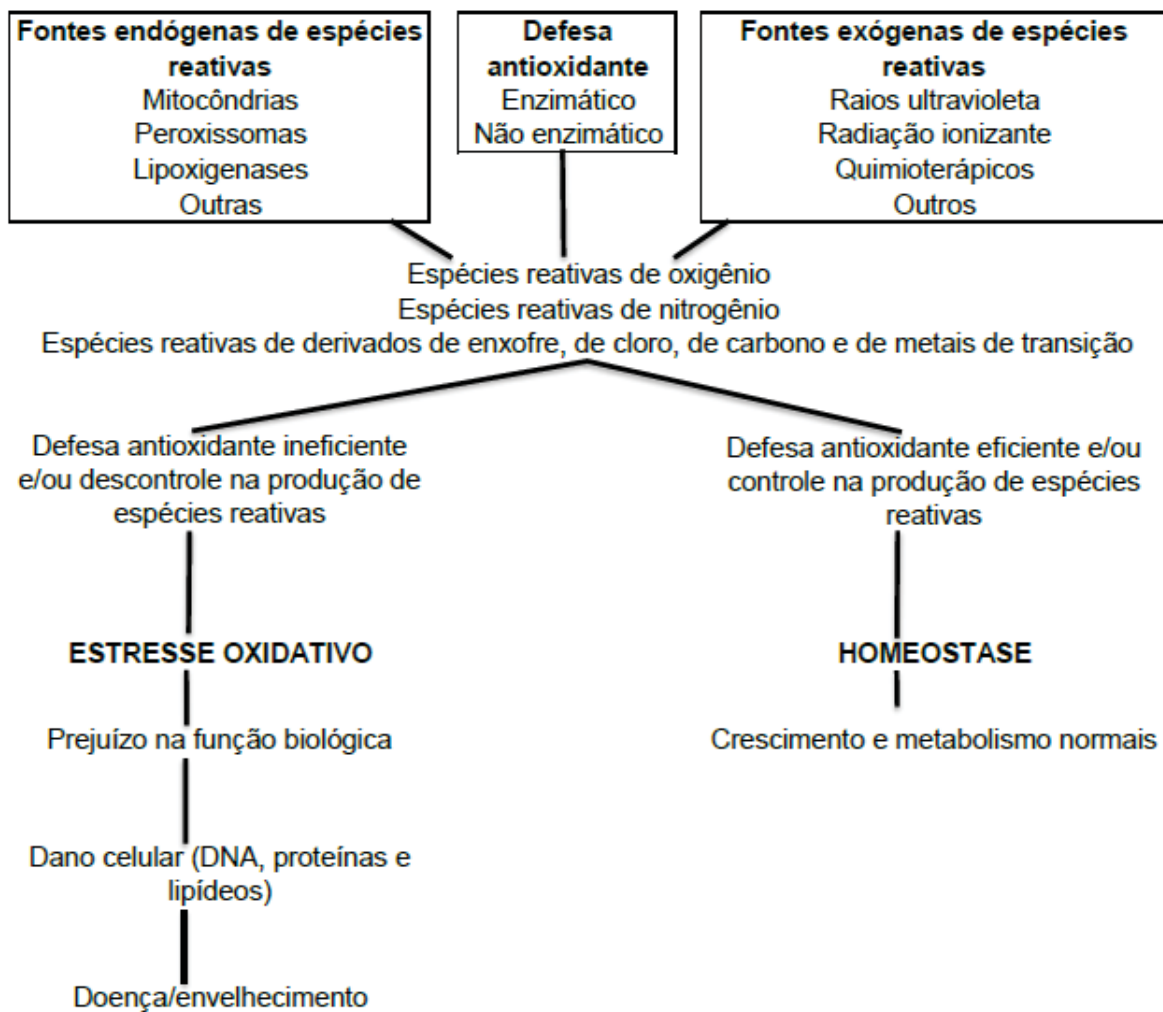 Fontes endógenas de espécies
reativas
Mitocôndrias
Peroxissomas
Lipoxigenases
Outras
Defesa
antioxidante
Enzimático
Não enzimático
Fontes exógenas de espécies
reativas
Raios ultravioleta
Radiação ionizante
Quimioterápicos
Outros
Espécies reativas de oxigênio
Espécies reativas de nitrogênio
Espécies reativas de derivados de enxofre, de cloro, de carbono e de metais de transição
Defesa antioxidante ineficiente
e/ou descontrole na produção de
espécies reativas
ESTRESSE OXIDATIVO
Prejuízo na função biológica
Dano celular (DNA, proteínas e
lipídeos)
Doença/envelhecimento
Defesa antioxidante eficiente e/ou
controle na produção de espécies
reativas
HOMEOSTASE
Crescimento e metabolismo normais